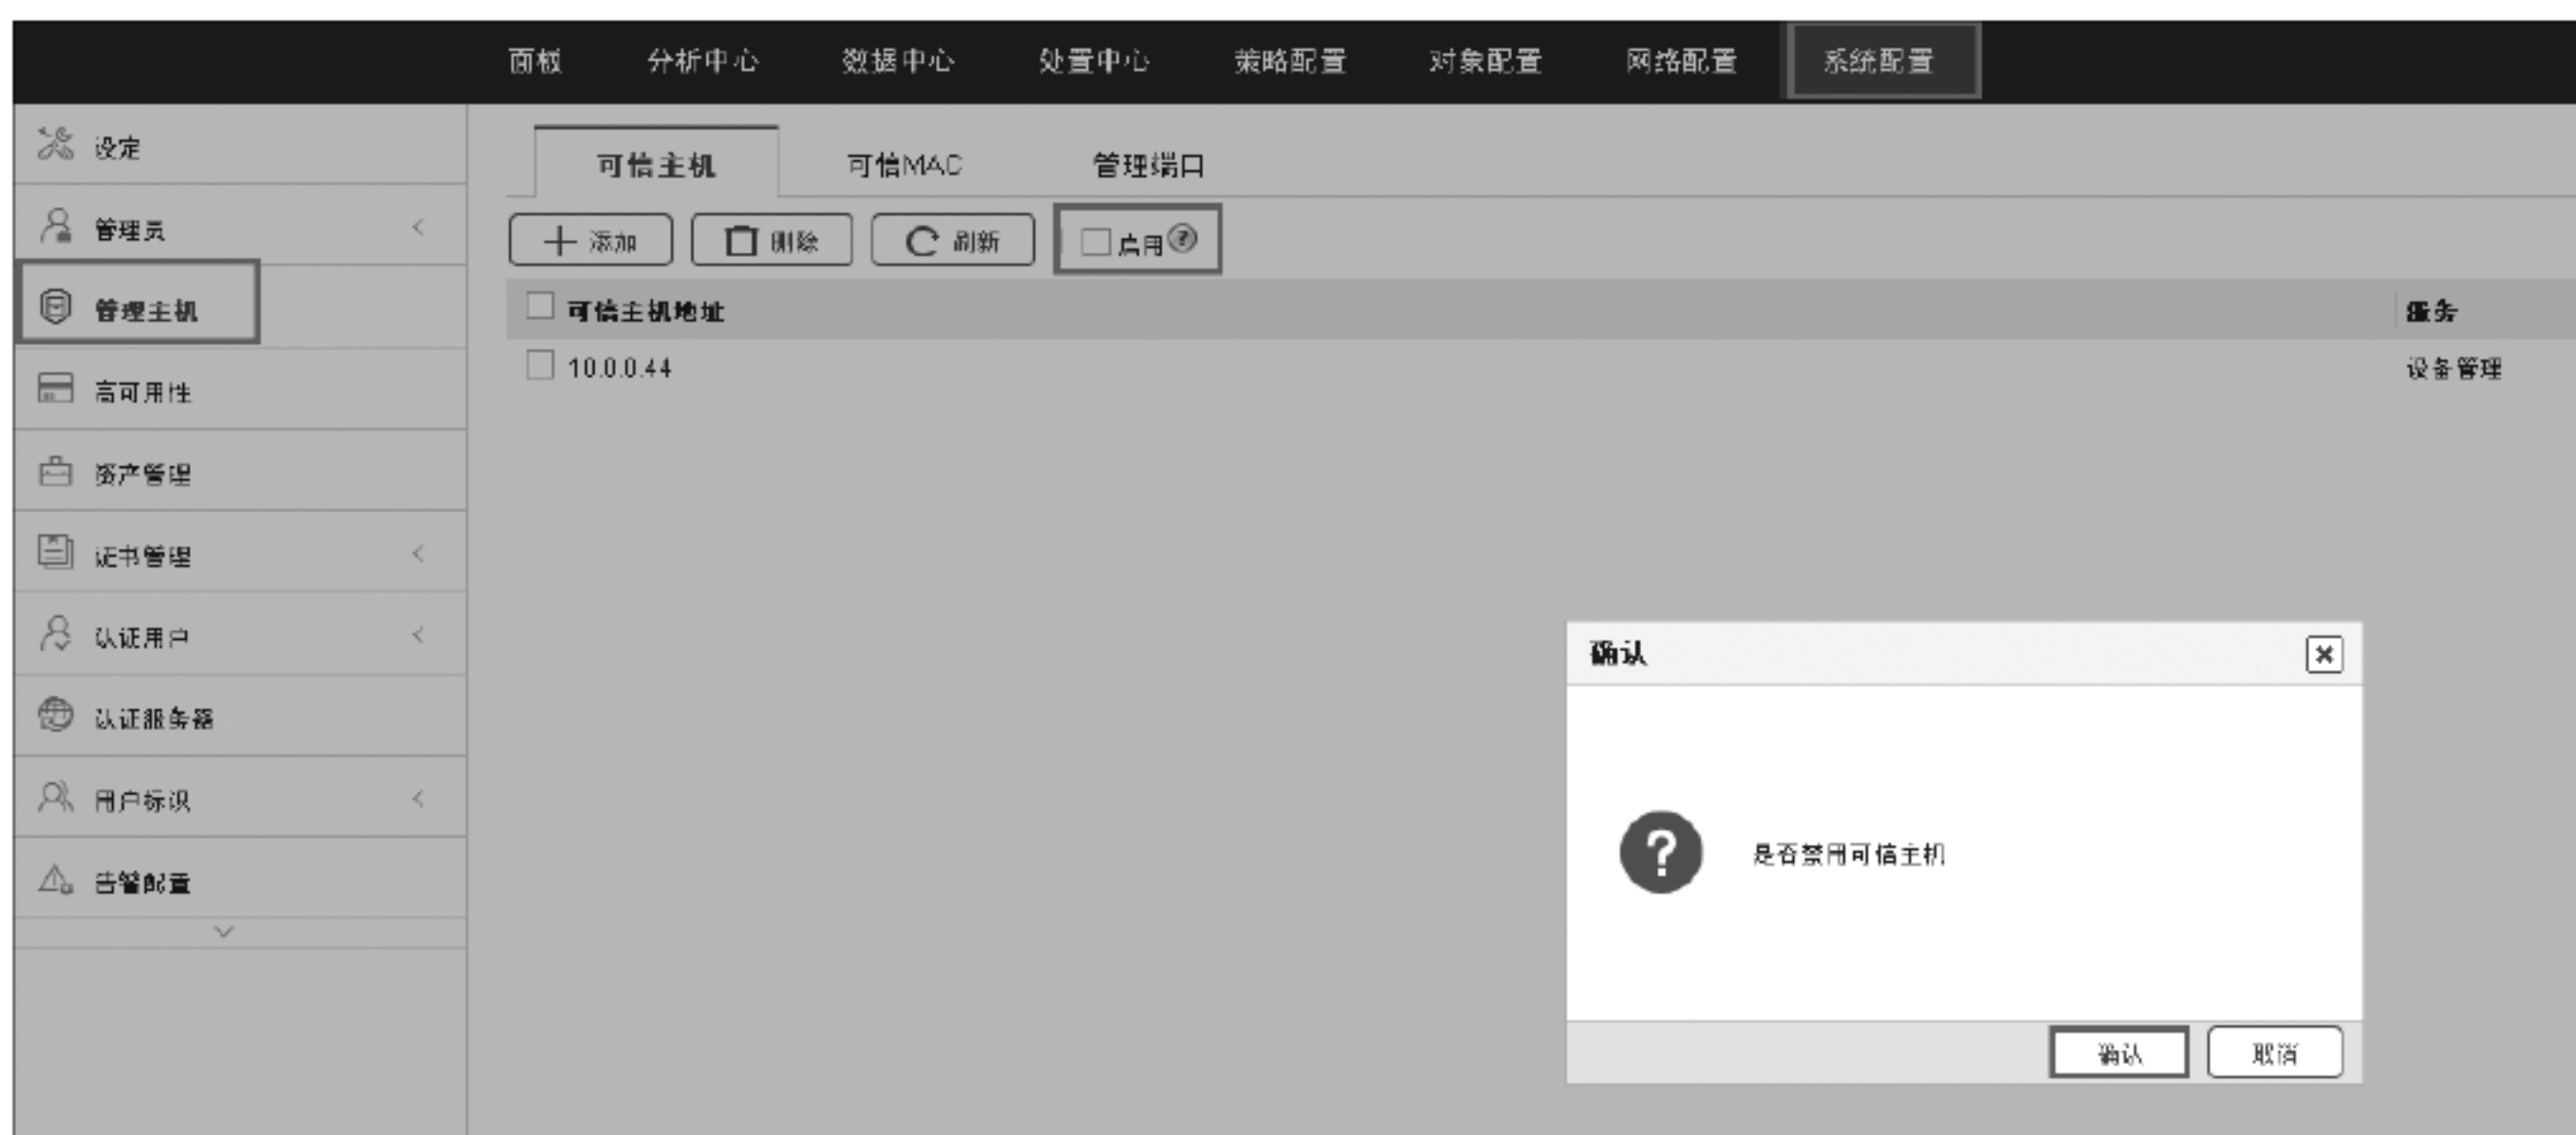 面板 分析中心 数据中心 处置中心 策略配置 对象配置 网络配置 系统配置
设定
管理员
管理主机
高可用性
资产管理
证书管理
认证用户
认证服务器
用户标识
告警配置
可信主机 可信MAC 管理端口
添加 删除 刷新 启用
可信主机地址 服务
10.0.0.44 设备管理
确认
是否禁用可信主机
确认 取消